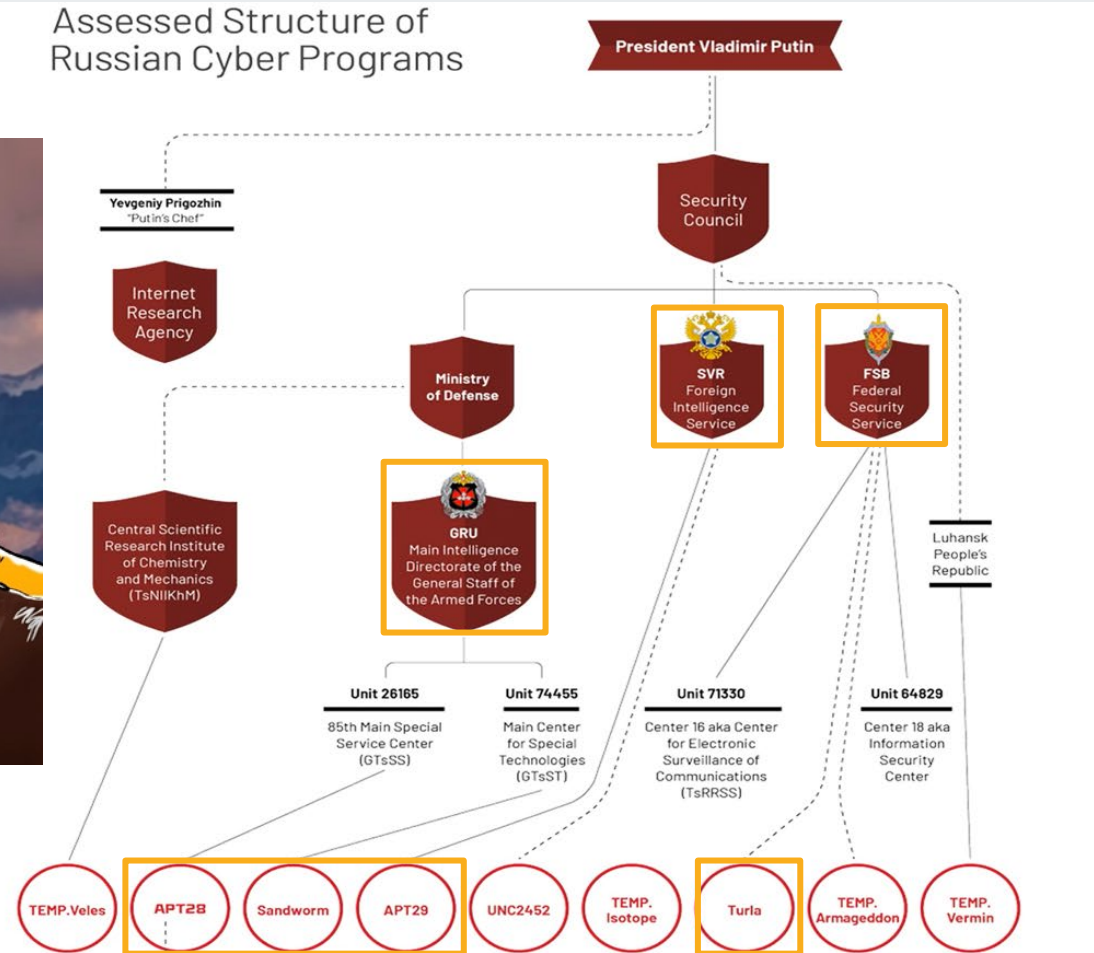 Assessed Structure of
Russian Cyber Programs
President Vladimir Putin
Yevgeniy Prigozhin
"Putin's Chef"
Internet
Research
Agency
Security
Council
Ministry
of Defense
SVR
Foreign
Intelligence
Service
FSB
Federal
Security
Service
Central Scientific
Research Institute
of Chemistry
and Mechanics
(TsNIIKhM)
GRU
Main Intelligence
Directorate of the
General Staff of
the Armed Forces
Luhansk
People's
Republic
Unit 26165
85th Main Special
Service Center
(GTsSS)
Unit 74455
Main Center
for Special
Technologies
(GTsST)
Unit 71330
Center 16 aka Center
for Electronic
Surveillance of
Communications
(TsRRSS)
Unit 64829
Center 18 aka
Information
Security
Center
TEMP.Veles
APT28
Sandworm
APT29
UNC2452
TEMP.
Isotope
Turla
TEMP.
Armageddon
TEMP.
Vermin